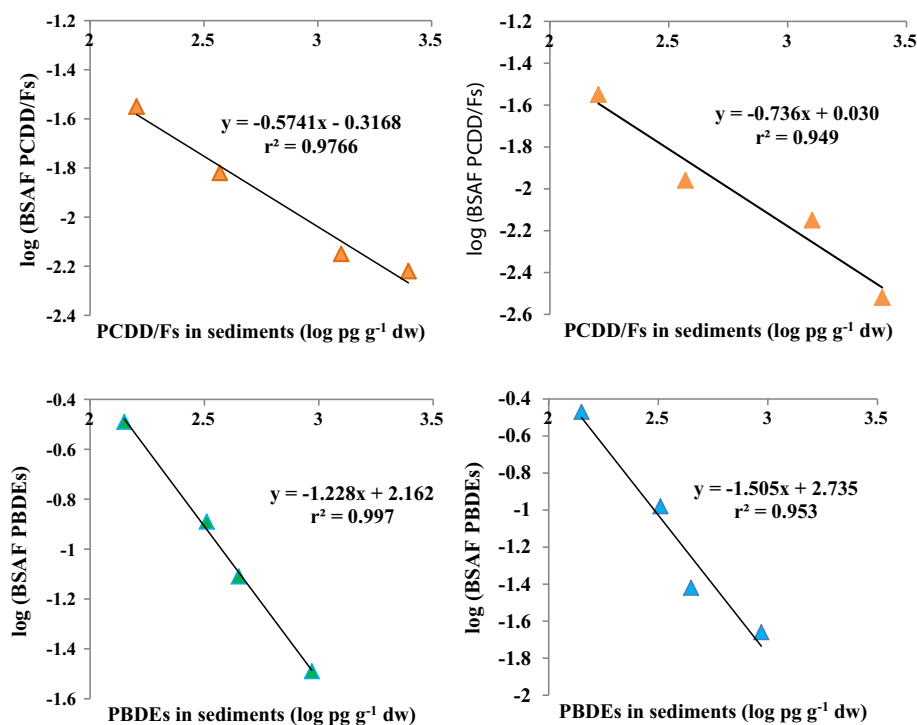 -1.2
2 2.5 3 3.5
-1.4
-1.6
-1.8
-2
-2.2
-2.4
log (BSAF PCDD/Fs)
y = -0.5741x - 0.3168
r² = 0.9766
PCDD/Fs in sediments (log pg g⁻¹ dw)
-1.2
2 2.5 3 3.5
-1.4
-1.6
-1.8
-2
-2.2
-2.4
-2.6
log (BSAF PCDD/Fs)
y = -0.736x + 0.030
r² = 0.949
PCDD/Fs in sediments (log pg g⁻¹ dw)
-0.4
2 2.5 3 3.5
-0.6
-0.8
-1
-1.2
-1.4
-1.6
log (BSAF PBDEs)
y = -1.228x + 2.162
r² = 0.997
PBDEs in sediments (log pg g⁻¹ dw)
-0.4
2 2.5 3 3.5
-0.6
-0.8
-1
-1.2
-1.4
-1.6
-1.8
-2
log (BSAF PBDEs)
y = -1.505x + 2.735
r² = 0.953
PBDEs in sediments (log pg g⁻¹ dw)